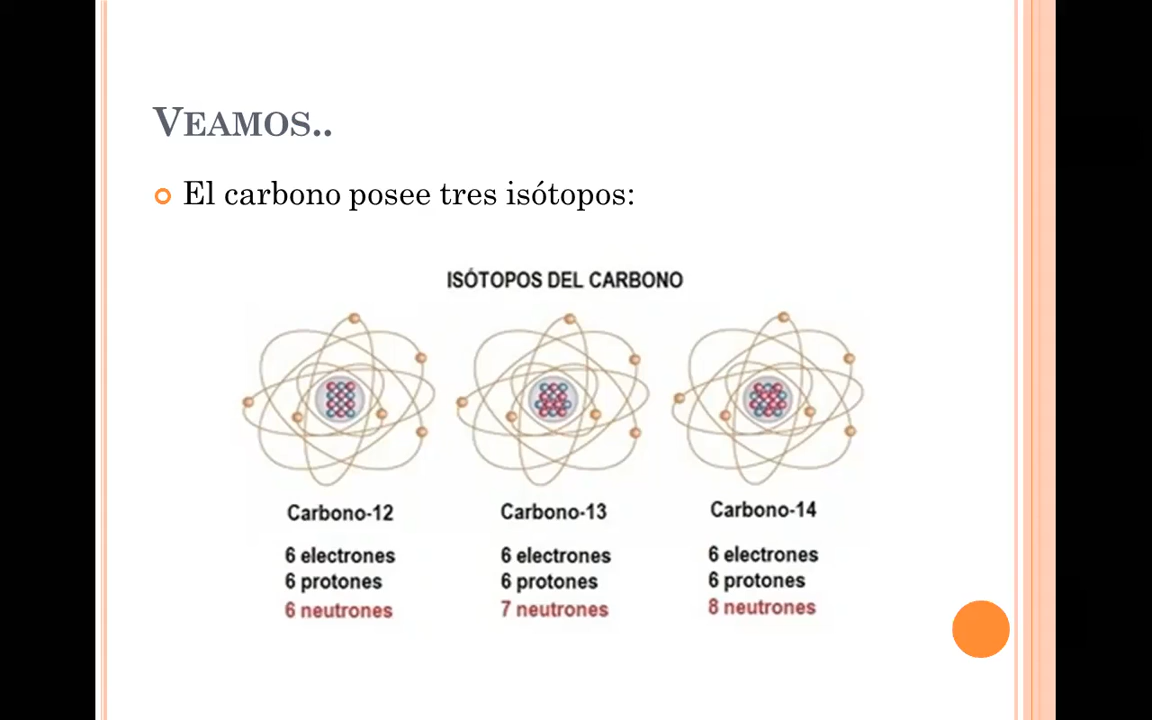 VEAMOS..
El carbono posee tres isótopos:
ISÓTOPOS DEL CARBONO
Carbono-12
6 electrones
6 protones
6 neutrones
Carbono-13
6 electrones
6 protones
7 neutrones
Carbono-14
6 electrones
6 protones
8 neutrones